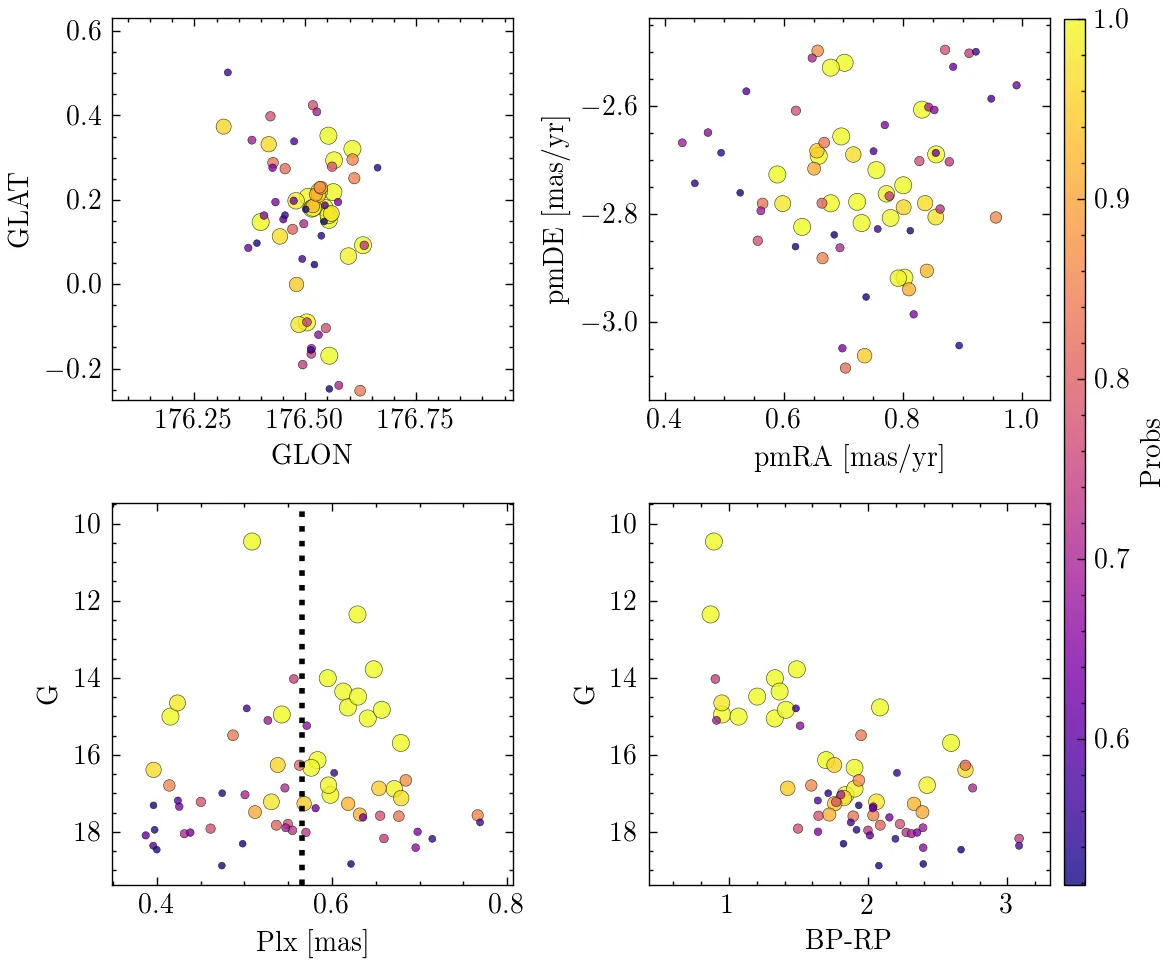 0.6
0.4
0.2
0.0
−0.2
GLAT
176.25 176.50 176.75
GLON
−2.6
−2.8
−3.0
pmDE [mas/yr]
0.4 0.6 0.8 1.0
pmRA [mas/yr]
1.0
0.9
0.8
0.7
0.6
Probs
10
12
14
16
18
G
0.4 0.6 0.8
Plx [mas]
10
12
14
16
18
G
1 2 3
BP-RP